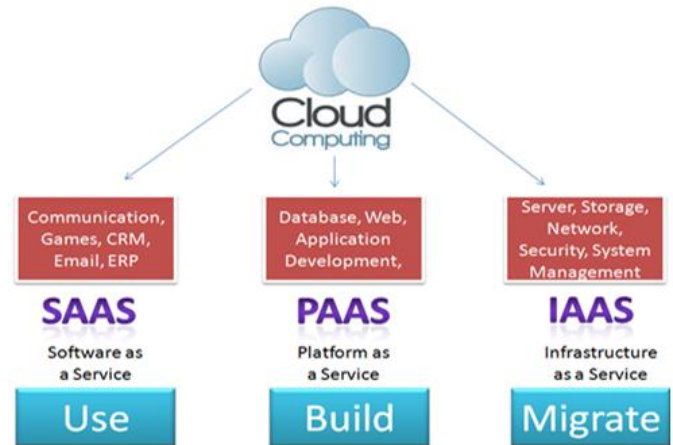 Cloud
Computing
Communication,
Games, CRM,
Email, ERP
SAAS
Software as
a Service
Use
Database, Web,
Application
Development,
PAAS
Platform as
a Service
Build
Server, Storage,
Network,
Security, System
Management
IAAS
Infrastructure
as a Service
Migrate